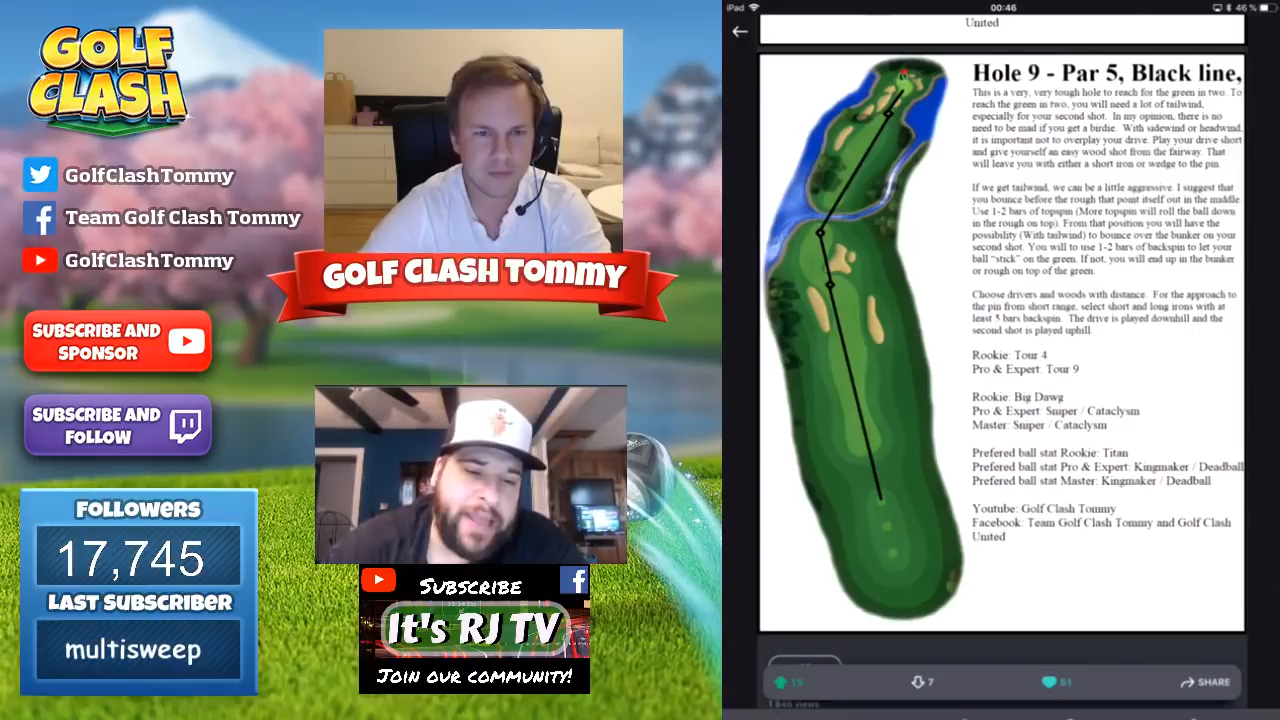 GOLF
CLASH
GolfClashTommy
Team Golf Clash Tommy
GolfClashTommy
SUBSCRIBE AND
SPONSOR
SUBSCRIBE AND
FOLLOW
FOLLOWERS
17,745
LAST SUBSCRIBER
multisweep
GOLF CLASH TOMMY
SUBSCRIBE
It's RJ TV
JOIN OUR COMMUNITY!
iPad
00:46
46 %
United
Hole 9 - Par 5, Black line,
This is a very, very tough hole to reach for the green in two. To
reach the green in two, you will need a lot of tailwind,
especially for your second shot. In my opinion, there is no
need to be mad if you get a birdie. With sidewind or headwind,
it is important not to overplay your drive. Play your drive short
and give yourself an easy wood shot from the fairway. That
will leave you with either a short iron or wedge to the pin.
If we get tailwind, we can be a little aggressive. I suggest that
you bounce before the rough that point itself out in the middle.
Use 1-2 bars of topspin (More topspin will roll the ball down
in the rough on top). From that position you will have the
possibility (With tailwind) to bounce over the bunker on your
second shot. You will to use 1-2 bars of backspin to let your
ball "stick" on the green. If not, you will end up in the bunker
or rough on top of the green.
Choose drivers and woods with distance. For the approach to
the pin from short range, select short and long irons with at
least 5 bars backspin. The drive is played downhill and the
second shot is played uphill.
Rookie: Tour 4
Pro & Expert: Tour 9
Rookie: Big Dawg
Pro & Expert: Sniper / Cataclysm
Master: Sniper / Cataclysm
Prefered ball stat Rookie: Titan
Prefered ball stat Pro & Expert: Kingmaker / Deadball
Prefered ball stat Master: Kingmaker / Deadball
Youtube: Golf Clash Tommy
Facebook: Team Golf Clash Tommy and Golf Clash
United
15
7
51
SHARE
1 846 views